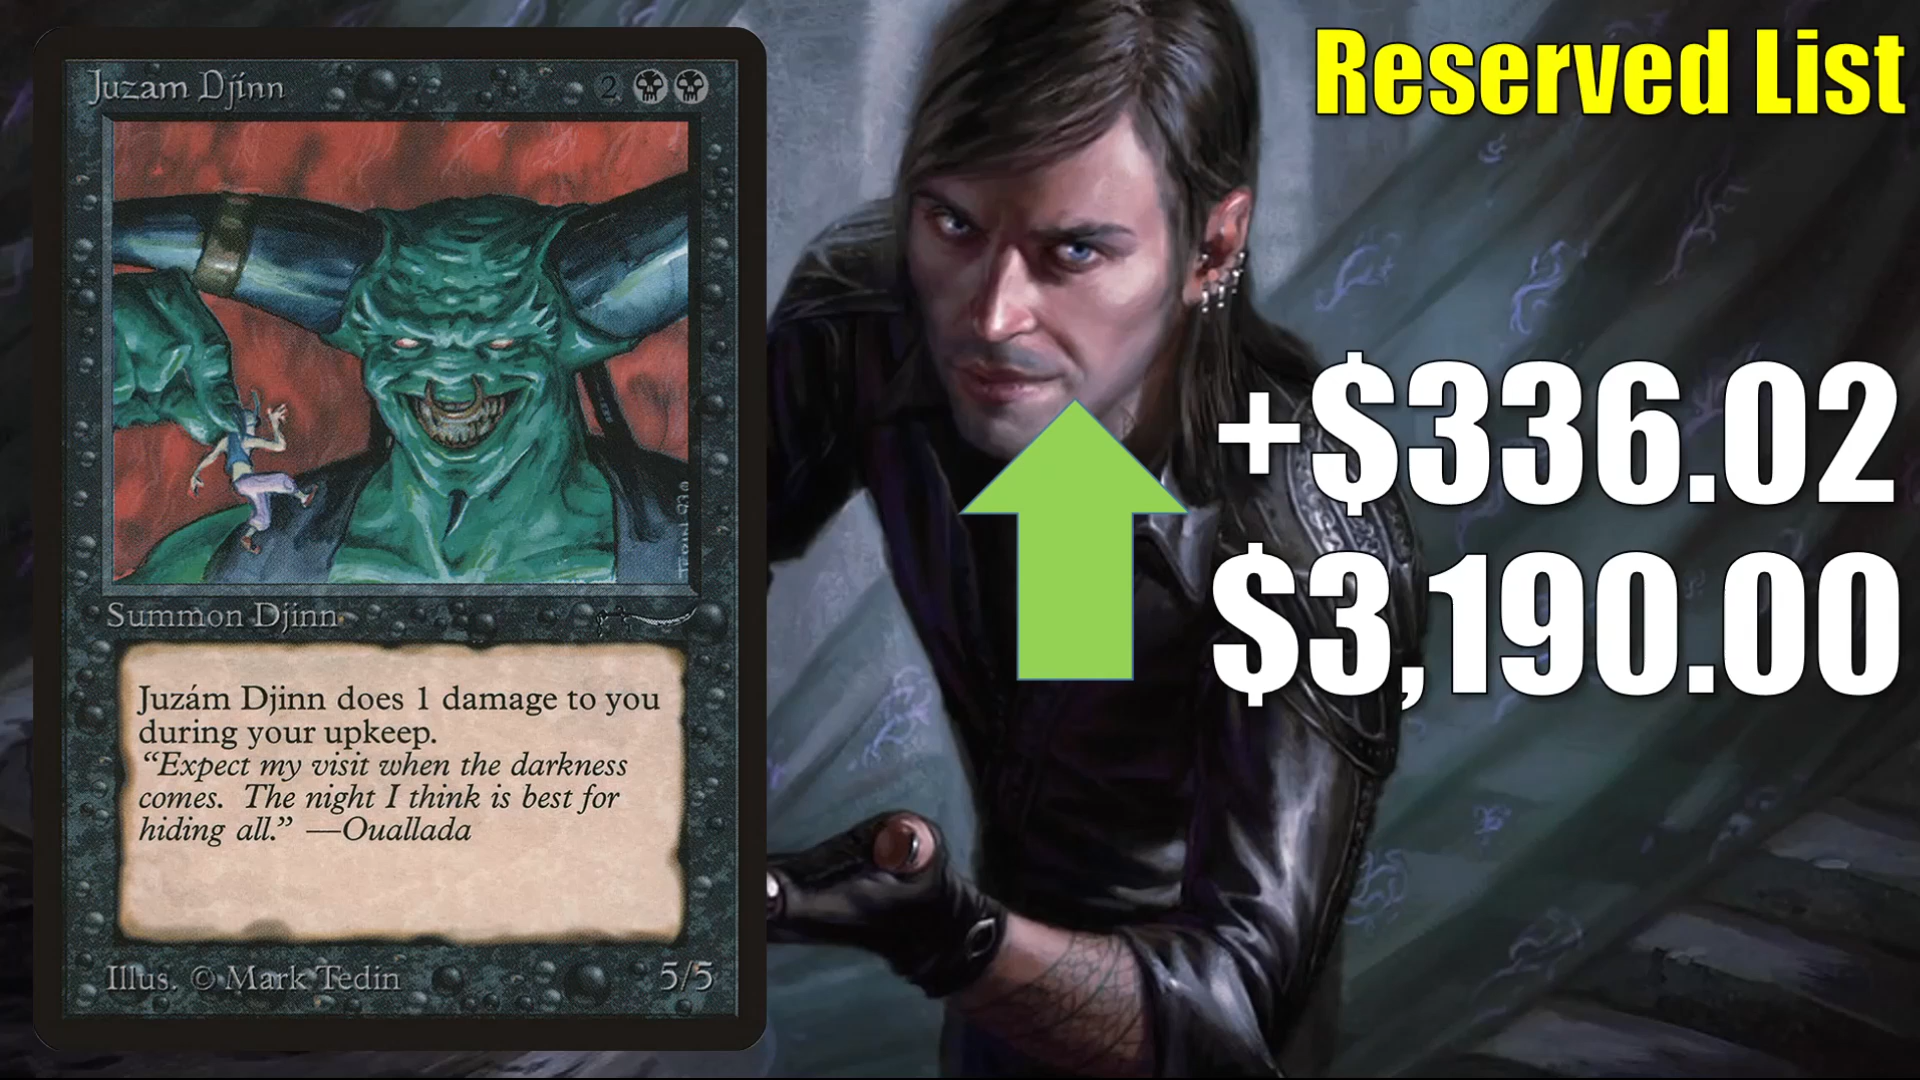 Juzam Djinn 2
Reserved List
+$336.02
$3,190.00
Summon Djinn
Juzám Djinn does 1 damage to you
during your upkeep.
“Expect my visit when the darkness
comes. The night I think is best for
hiding all.” —Ouallada
Illus. © Mark Tedin 5/5